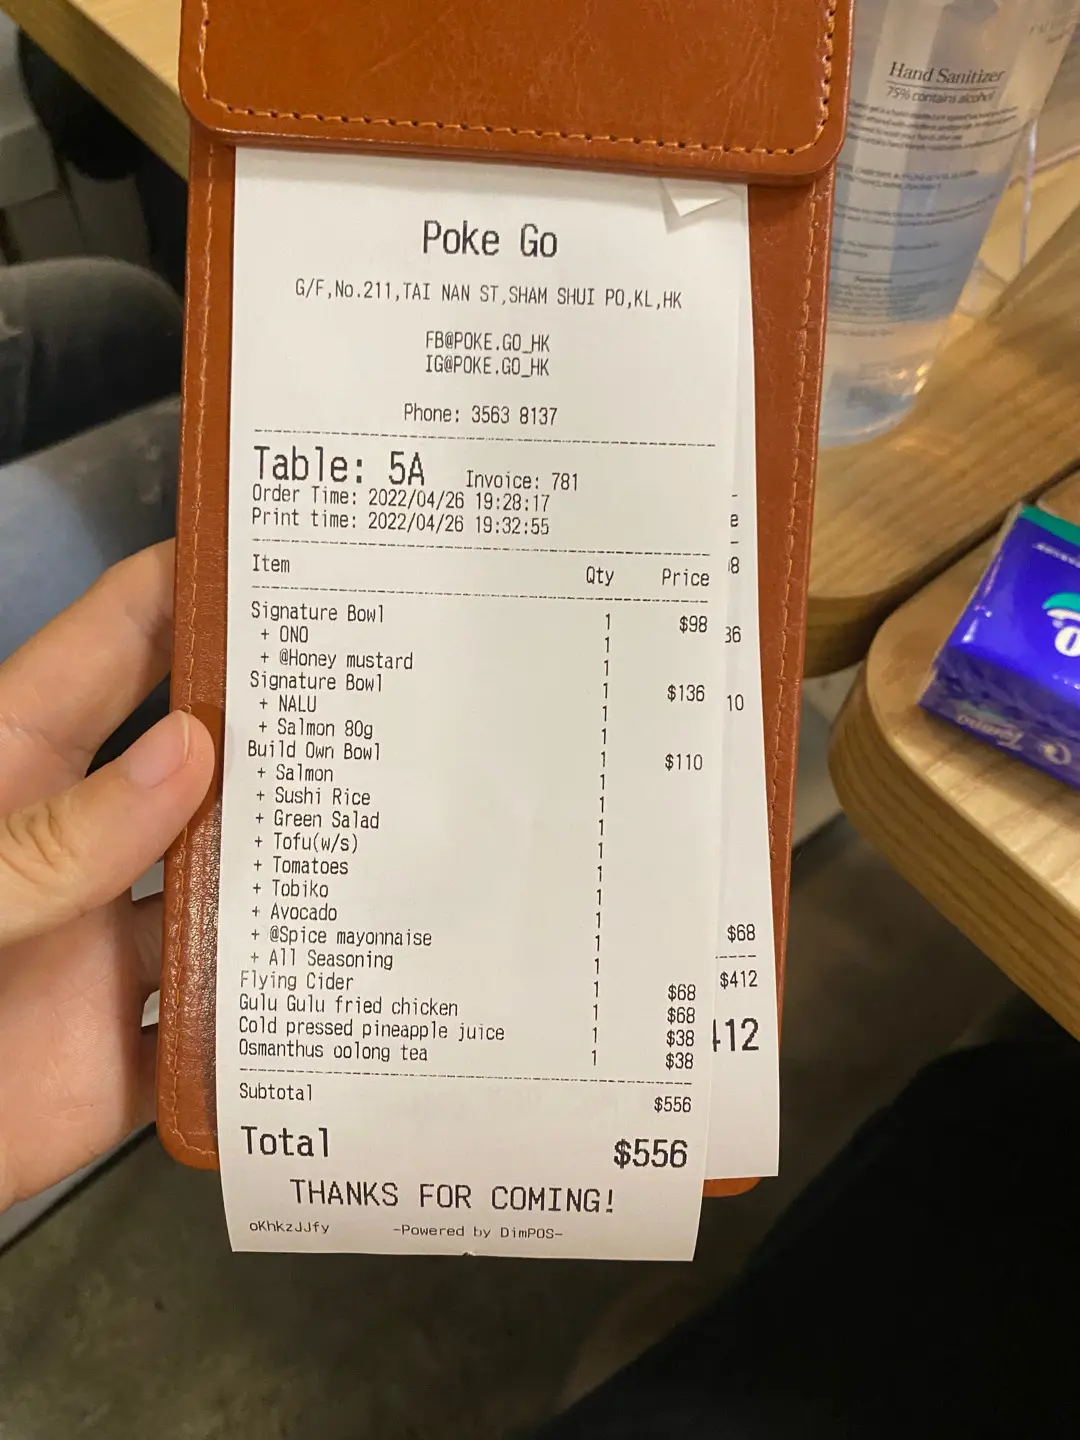 Poke Go
G/F,No.211,TAI NAN ST,SHAM SHUI PO,KL,HK
FB@POKE.GO_HK
IG@POKE.GO_HK
Phone: 3563 8137
Table: 5A Invoice: 781
Order Time: 2022/04/26 19:28:17
Print time: 2022/04/26 19:32:55
Item Qty Price
Signature Bowl 1 $98
+ ONO 1
+ @Honey mustard 1
Signature Bowl 1 $136
+ NALU 1
+ Salmon 80g 1
Build Own Bowl 1 $110
+ Salmon 1
+ Sushi Rice 1
+ Green Salad 1
+ Tofu(w/s) 1
+ Tomatoes 1
+ Tobiko 1
+ Avocado 1
+ @Spice mayonnaise 1
+ All Seasoning 1
Flying Cider 1 $68
Gulu Gulu fried chicken 1 $68
Cold pressed pineapple juice 1 $38
Osmanthus oolong tea 1 $38
Subtotal $556
Total $556
THANKS FOR COMING!
oKhkzJJfy -Powered by DimPOS-
e
10
$68
$412
Hand Sanitizer
75% contains alcohol
Tempo